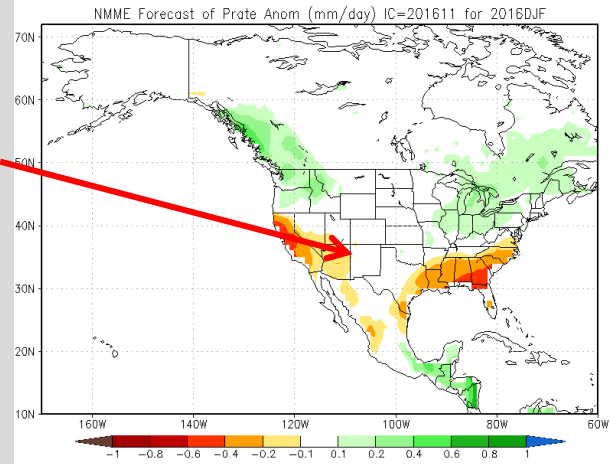 NMME Forecast of Prate Anom (mm/day) IC=201611 for 2016DJF
70N
60N
50N
40N
30N
20N
10N
160W 140W 120W 100W 80W 60W
-1 -0.8 -0.6 -0.4 -0.2 -0.1 0.1 0.2 0.4 0.6 0.8 1